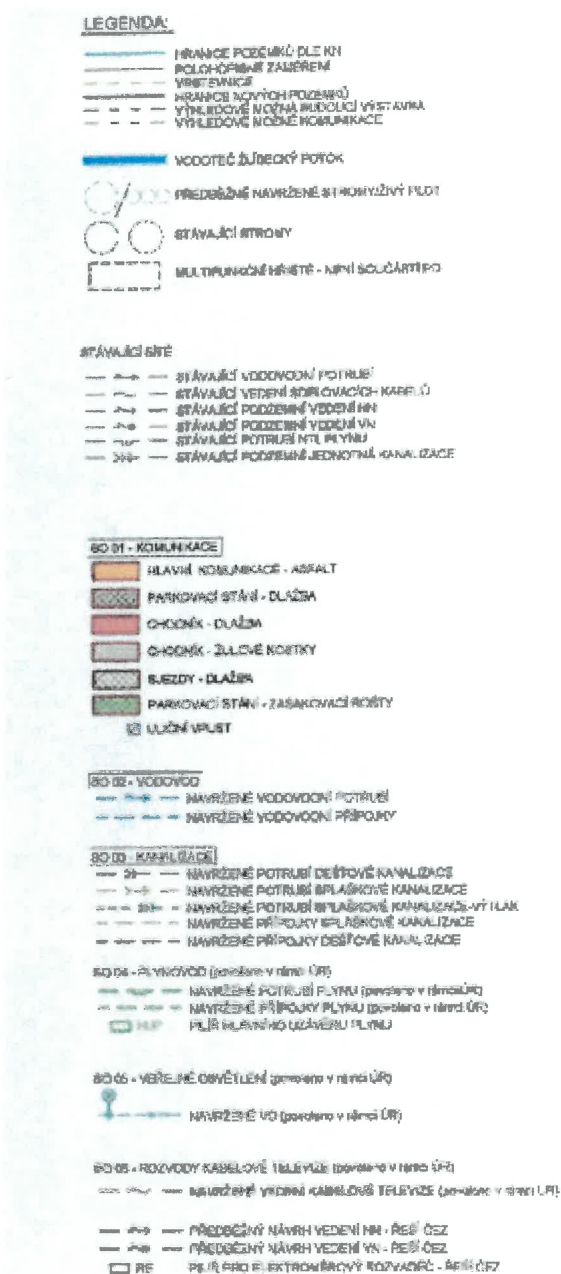 LEGENDA:
HRANICE POZEMKŮ DLE KN
POLOHOPISNÉ ZAMĚŘENÍ
VRSTEVNICE
HRANICE NOVÝCH POZEMKŮ
VÝHLEDOVĚ MOŽNÁ BUDOUCÍ VÝSTAVBA
VÝHLEDOVĚ MOŽNÉ KOMUNIKACE
VODOTEČ ŽLÍBECKÝ POTOK
PŘEDBĚŽNĚ NAVRŽENÉ STROMY/ŽIVÝ PLOT
STÁVAJÍCÍ STROMY
MULTIFUNKČNÍ HŘIŠTĚ - NENÍ SOUČÁSTÍ PD
STÁVAJÍCÍ SÍTĚ
STÁVAJÍCÍ VODOVODNÍ POTRUBÍ
STÁVAJÍCÍ VEDENÍ SDĚLOVACÍCH KABELŮ
STÁVAJÍCÍ PODZEMNÍ VEDENÍ NN
STÁVAJÍCÍ PODZEMNÍ VEDENÍ VN
STÁVAJÍCÍ POTRUBÍ NTL PLYNU
STÁVAJÍCÍ PODZEMNÍ JEDNOTNÁ KANALIZACE
SO 01 - KOMUNIKACE
HLAVNÍ KOMUNIKACE - ASFALT
PARKOVACÍ STÁNÍ - DLAŽBA
CHODNÍK - DLAŽBA
CHODNÍK - ŽULOVÉ KOSTKY
SJEZDY - DLAŽBA
PARKOVACÍ STÁNÍ - ZASAKOVACÍ ROŠTY
ULIČNÍ VPUST
SO 02 - VODOVOD
NAVRŽENÉ VODOVODNÍ POTRUBÍ
NAVRŽENÉ VODOVODNÍ PŘÍPOJKY
SO 03 - KANALIZACE
NAVRŽENÉ POTRUBÍ DEŠŤOVÉ KANALIZACE
NAVRŽENÉ POTRUBÍ SPLAŠKOVÉ KANALIZACE
NAVRŽENÉ POTRUBÍ SPLAŠKOVÉ KANALIZACE-VÝTLAK
NAVRŽENÉ PŘÍPOJKY SPLAŠKOVÉ KANALIZACE
NAVRŽENÉ PŘÍPOJKY DEŠŤOVÉ KANALIZACE
SO 04 - PLYNOVOD (povoleno v rámci ÚR)
NAVRŽENÉ POTRUBÍ PLYNU (povoleno v rámci ÚR)
NAVRŽENÉ PŘÍPOJKY PLYNU (povoleno v rámci ÚR)
HUP PILÍŘ HLAVNÍHO UZÁVĚRU PLYNU
SO 05 - VEŘEJNÉ OSVĚTLENÍ (povoleno v rámci ÚR)
NAVRŽENÉ VO (povoleno v rámci ÚR)
SO 06 - ROZVODY KABELOVÉ TELEVIZE (povoleno v rámci ÚR)
NAVRŽENÉ VEDENÍ KABELOVÉ TELEVIZE (povoleno v rámci ÚR)
PŘEDBĚŽNÝ NÁVRH VEDENÍ NN - ŘEŠÍ ČEZ
PŘEDBĚŽNÝ NÁVRH VEDENÍ VN - ŘEŠÍ ČEZ
RE PILÍŘ PRO ELEKTROMĚROVÝ ROZVADĚČ - ŘEŠÍ ČEZ